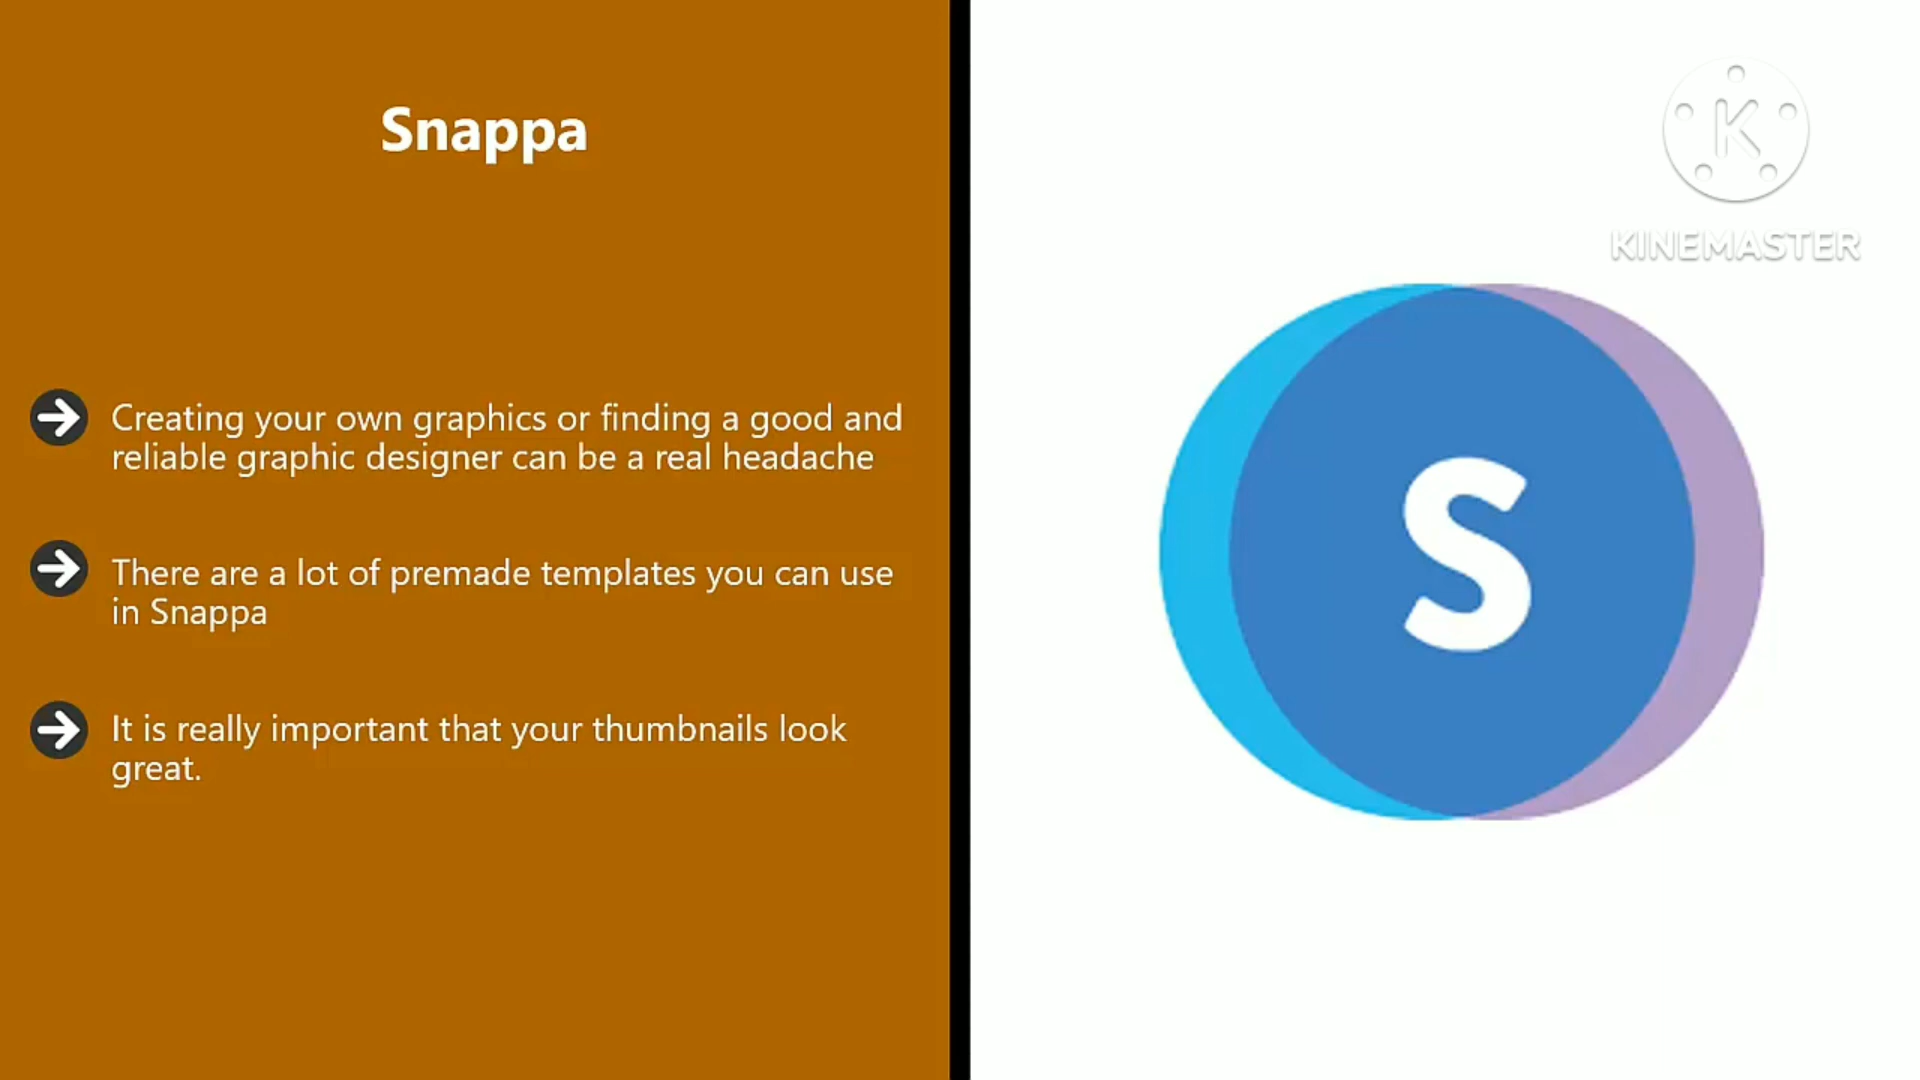 Snappa
Creating your own graphics or finding a good and
reliable graphic designer can be a real headache
There are a lot of premade templates you can use
in Snappa
It is really important that your thumbnails look
great.
K
KINEMASTER
S